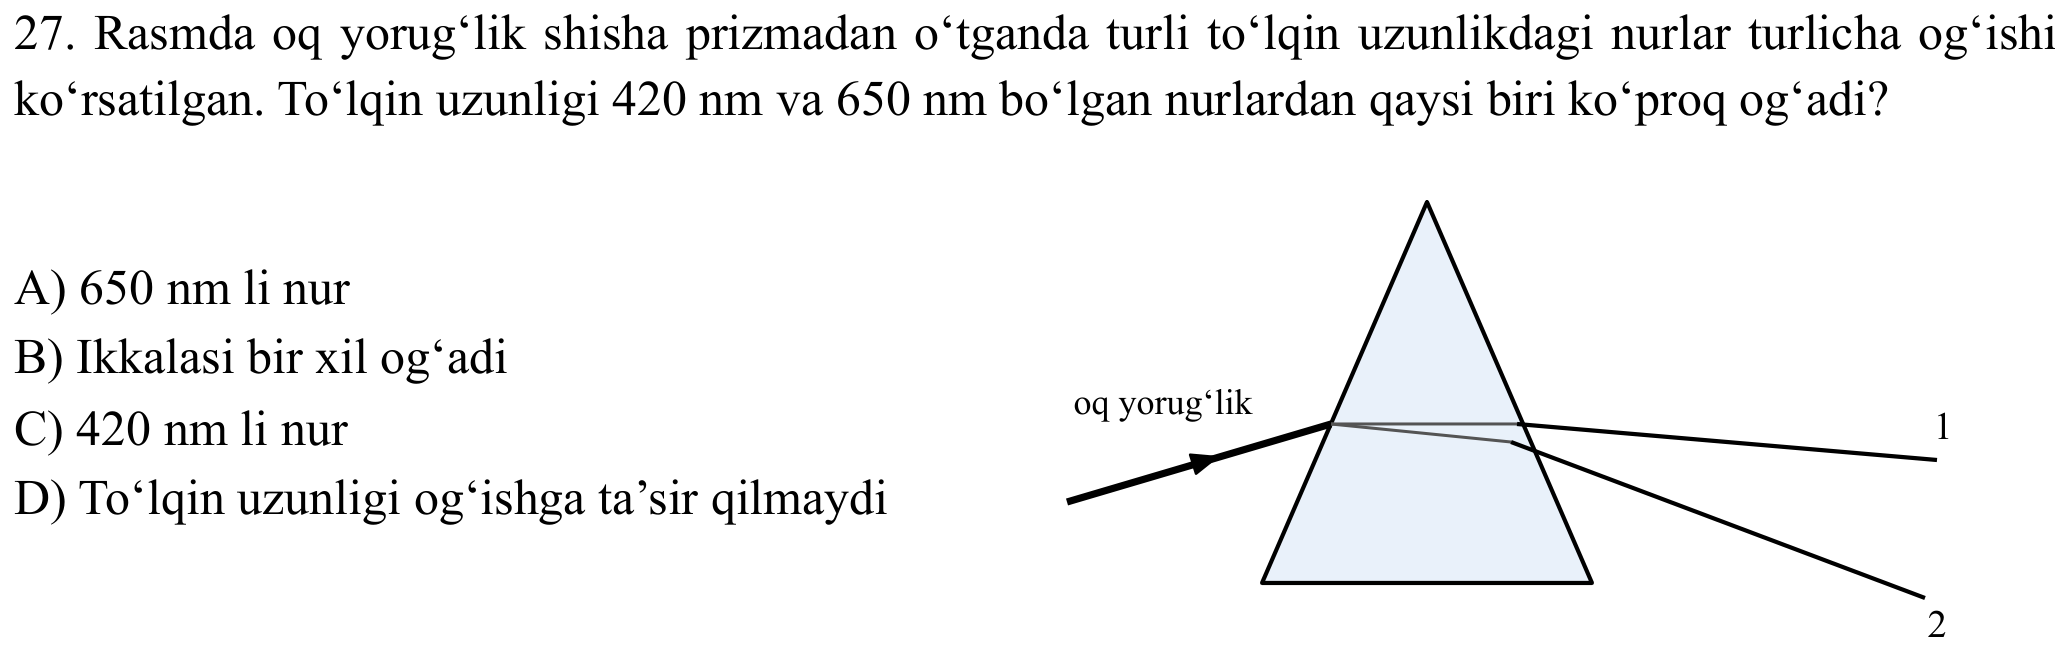 27. Rasmda oq yorug‘lik shisha prizmadan o‘tganda turli to‘lqin uzunlikdagi nurlar turlicha og‘ishi
ko‘rsatilgan. To‘lqin uzunligi 420 nm va 650 nm bo‘lgan nurlardan qaysi biri ko‘proq og‘adi?
A) 650 nm li nur
B) Ikkalasi bir xil og‘adi
C) 420 nm li nur
D) To‘lqin uzunligi og‘ishga ta’sir qilmaydi
oq yorug‘lik
1
2